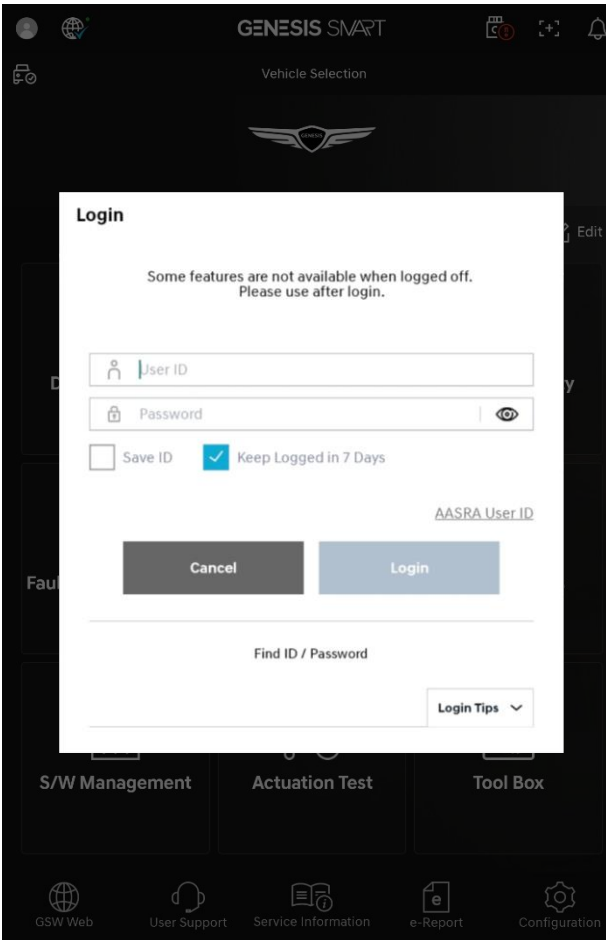 GENESIS SMART
Vehicle Selection
GENESIS
Edit
Login
Some features are not available when logged off.
Please use after login.
User ID
Password
Save ID
Keep Logged in 7 Days
AASRA User ID
Cancel
Login
Faul
Find ID / Password
Login Tips
S/W Management
Actuation Test
Tool Box
GSW Web
User Support
Service Information
e-Report
Configuration